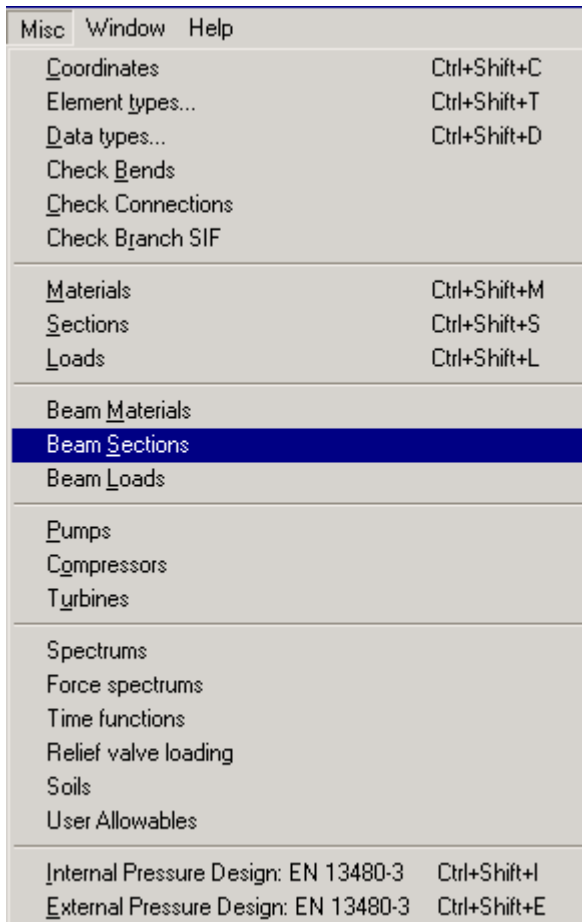 Misc Window Help
Coordinates Ctrl+Shift+C
Element types... Ctrl+Shift+T
Data types... Ctrl+Shift+D
Check Bends
Check Connections
Check Branch SIF
Materials Ctrl+Shift+M
Sections Ctrl+Shift+S
Loads Ctrl+Shift+L
Beam Materials
Beam Sections
Beam Loads
Pumps
Compressors
Turbines
Spectrums
Force spectrums
Time functions
Relief valve loading
Soils
User Allowables
Internal Pressure Design: EN 13480-3 Ctrl+Shift+I
External Pressure Design: EN 13480-3 Ctrl+Shift+E